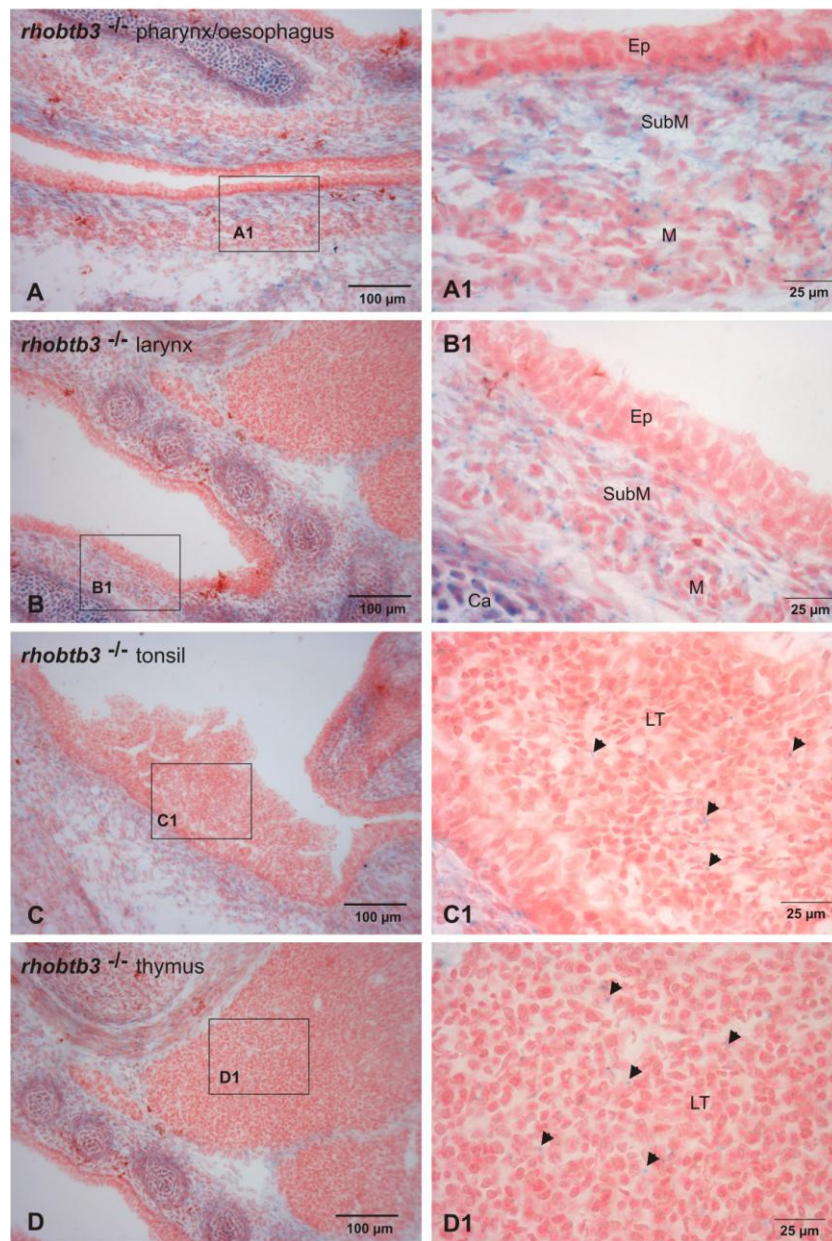 rhobtb3 -/- pharynx/oesophagus
A1
100 µm
A
Ep
SubM
M
A1
25 µm
rhobtb3 -/- larynx
B1
100 µm
B
B1
Ep
SubM
Ca
M
25 µm
rhobtb3 -/- tonsil
C1
100 µm
C
LT
C1
25 µm
rhobtb3 -/- thymus
D1
100 µm
D
LT
D1
25 µm